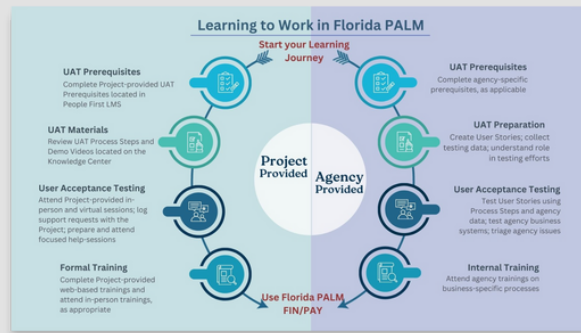 Learning to Work in Florida PALM
Start your Learning
Journey
UAT Prerequisites
Complete Project-provided UAT
Prerequisites located in
People First LMS
UAT Materials
Review UAT Process Steps and
Demo Videos located on the
Knowledge Center
User Acceptance Testing
Attend Project-provided in-
person and virtual sessions; log
support requests with the
Project; prepare and attend
focused help-sessions
Formal Training
Complete Project-provided
web-based trainings and
attend in-person trainings,
as appropriate
Project
Provided
Agency
Provided
UAT Prerequisites
Complete agency-specific
prerequisites, as applicable
UAT Preparation
Create User Stories; collect
testing data; understand role
in testing efforts
User Acceptance Testing
Test User Stories using
Process Steps and agency
data; test agency business
systems; triage agency issues
Internal Training
Attend agency trainings on
business-specific processes
Use Florida PALM
FIN/PAY